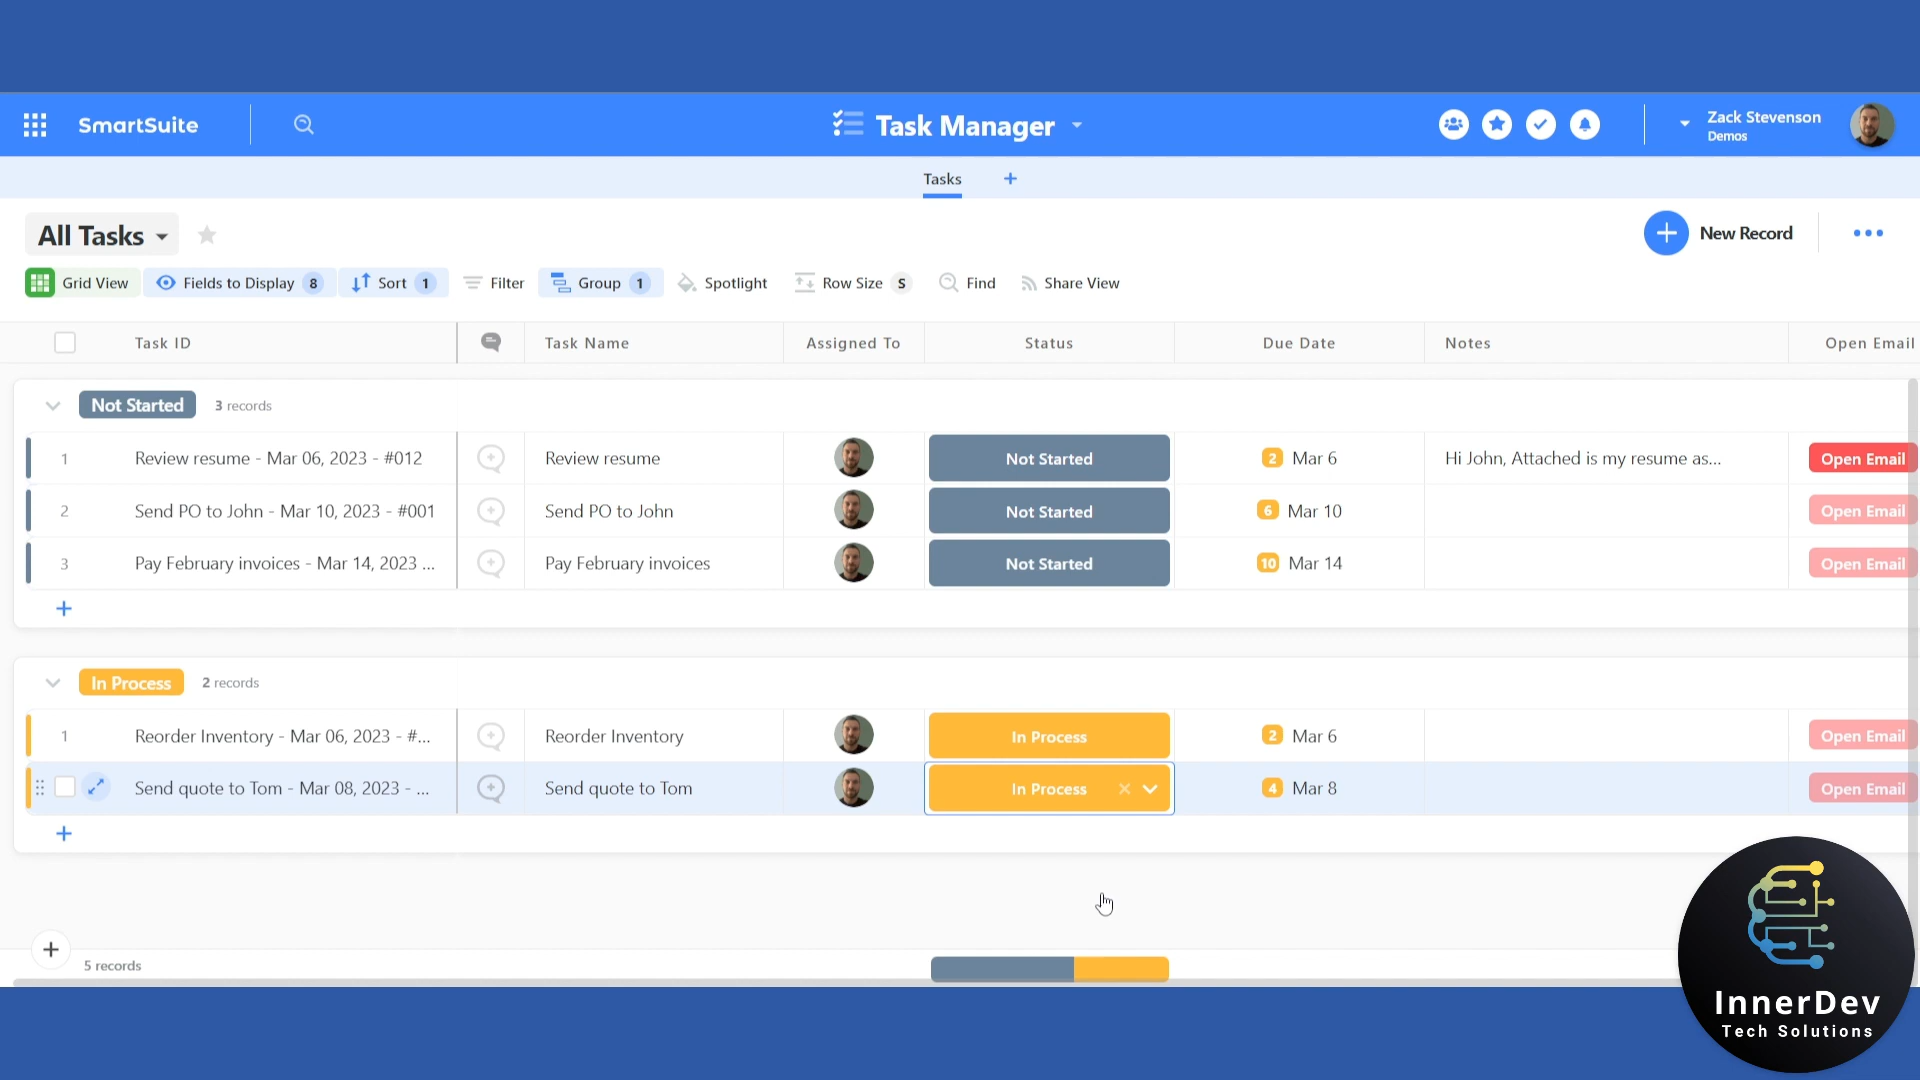 SmartSuite
Task Manager
Zack Stevenson
Demos
Tasks +
All Tasks
New Record
Grid View Fields to Display 8 Sort 1 Filter Group 1 Spotlight Row Size S Find Share View
Task ID Task Name Assigned To Status Due Date Notes Open Email
Not Started 3 records
1 Review resume - Mar 06, 2023 - #012 Review resume Not Started 2 Mar 6 Hi John, Attached is my resume as... Open Email
2 Send PO to John - Mar 10, 2023 - #001 Send PO to John Not Started 6 Mar 10 Open Email
3 Pay February invoices - Mar 14, 2023 ... Pay February invoices Not Started 10 Mar 14 Open Email
+
In Process 2 records
1 Reorder Inventory - Mar 06, 2023 - #... Reorder Inventory In Process 2 Mar 6 Open Email
Send quote to Tom - Mar 08, 2023 - ... Send quote to Tom In Process 4 Mar 8 Open Email
+
+ 5 records
InnerDev
Tech Solutions